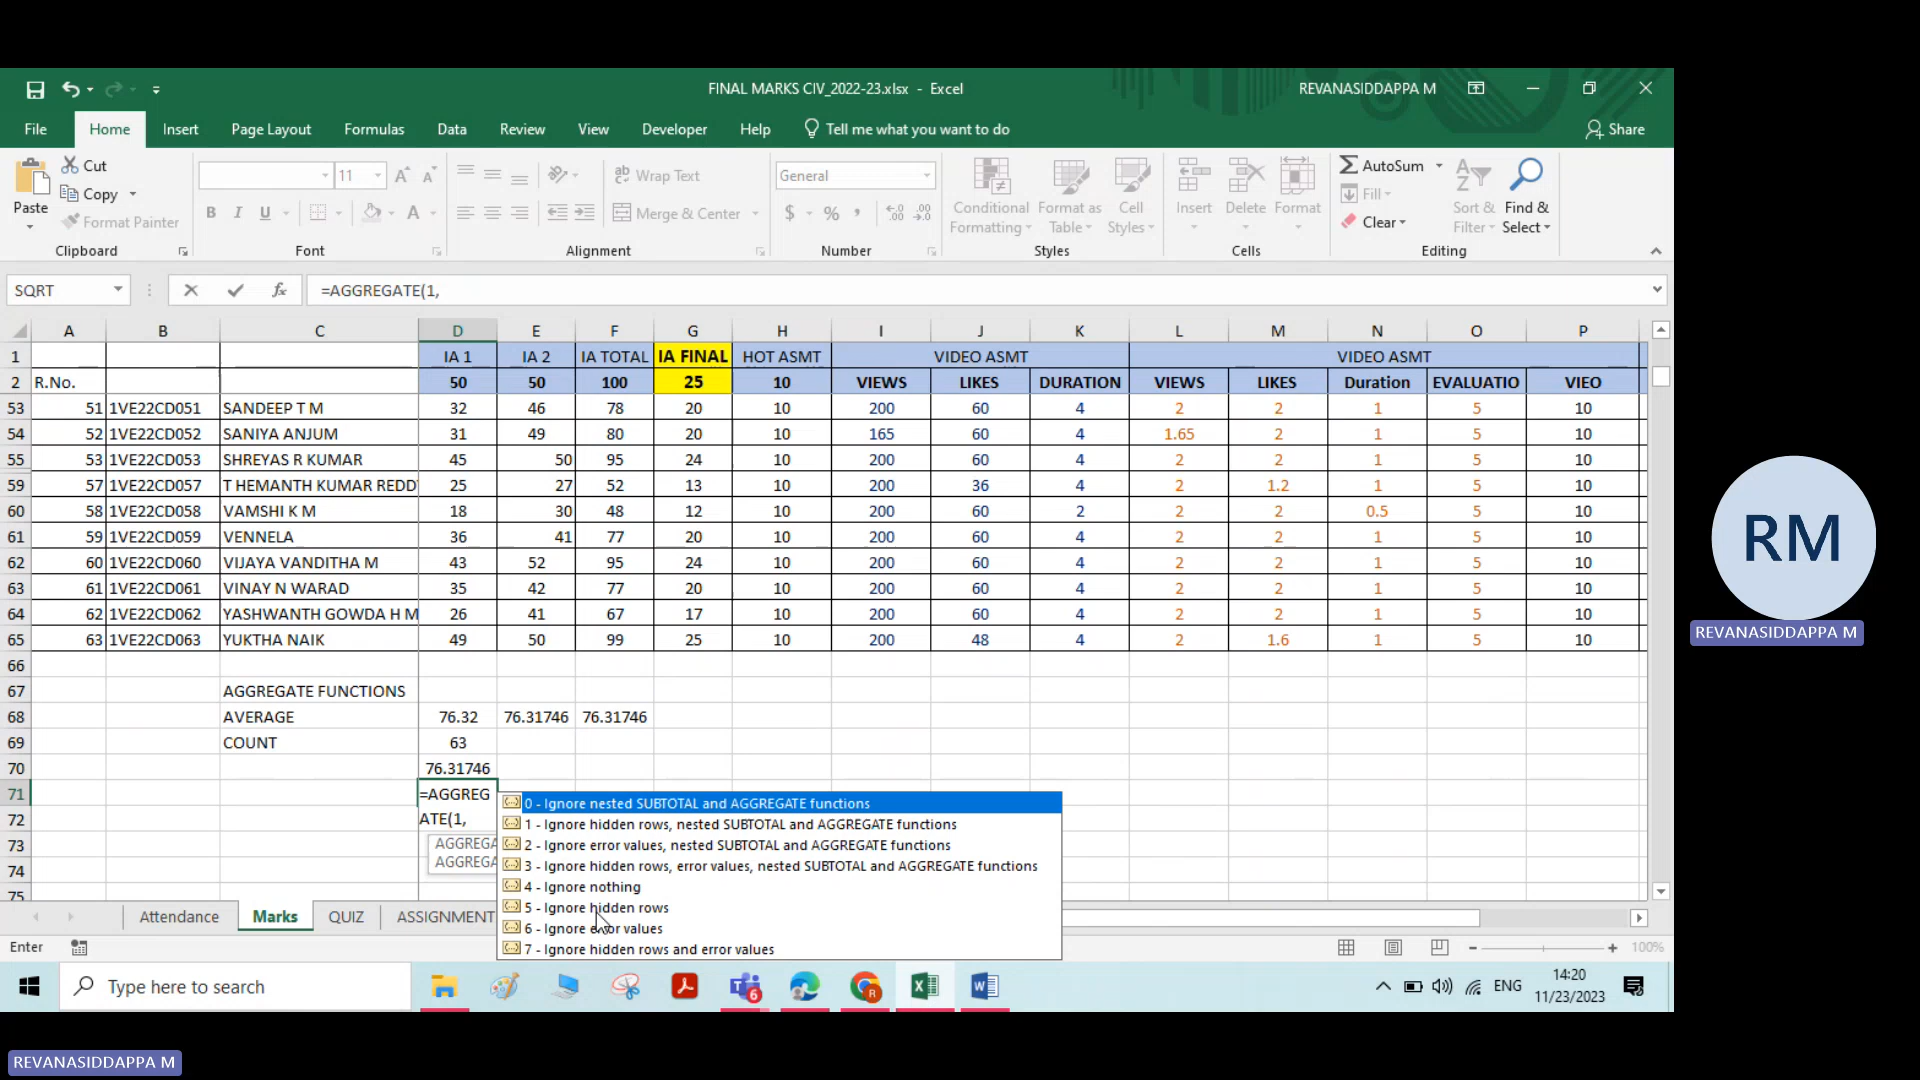 FINAL MARKS CIV_2022-23.xlsx - Excel
REVANASIDDAPPA M
File Home Insert Page Layout Formulas Data Review View Developer Help Tell me what you want to do Share
Paste Cut Copy Format Painter
11
Wrap Text
Merge & Center
General
Conditional Formatting Format as Table Cell Styles
Insert Delete Format
AutoSum Fill Clear
Sort & Filter Find & Select
Clipboard Font Alignment Number Styles Cells Editing
SQRT fx =AGGREGATE(1,
A B C D E F G H I J K L M N O P
1 IA 1 IA 2 IA TOTAL IA FINAL HOT ASMT VIDEO ASMT VIDEO ASMT
2 R.No. 50 50 100 25 10 VIEWS LIKES DURATION VIEWS LIKES Duration EVALUATIO VIEO
53 51 1VE22CD051 SANDEEP T M 32 46 78 20 10 200 60 4 2 2 1 5 10
54 52 1VE22CD052 SANIYA ANJUM 31 49 80 20 10 165 60 4 1.65 2 1 5 10
55 53 1VE22CD053 SHREYAS R KUMAR 45 50 95 24 10 200 60 4 2 2 1 5 10
59 57 1VE22CD057 T HEMANTH KUMAR REDD 25 27 52 13 10 200 36 4 2 1.2 1 5 10
60 58 1VE22CD058 VAMSHI K M 18 30 48 12 10 200 60 2 2 2 0.5 5 10
61 59 1VE22CD059 VENNELA 36 41 77 20 10 200 60 4 2 2 1 5 10
62 60 1VE22CD060 VIJAYA VANDITHA M 43 52 95 24 10 200 60 4 2 2 1 5 10
63 61 1VE22CD061 VINAY N WARAD 35 42 77 20 10 200 60 4 2 2 1 5 10
64 62 1VE22CD062 YASHWANTH GOWDA H M 26 41 67 17 10 200 60 4 2 2 1 5 10
65 63 1VE22CD063 YUKTHA NAIK 49 50 99 25 10 200 48 4 2 1.6 1 5 10
66
67 AGGREGATE FUNCTIONS
68 AVERAGE 76.32 76.31746 76.31746
69 COUNT 63
70 76.31746
71 =AGGREG
72 ATE(1,
73 AGGREGA
74 AGGREGA
75
0 - Ignore nested SUBTOTAL and AGGREGATE functions
1 - Ignore hidden rows, nested SUBTOTAL and AGGREGATE functions
2 - Ignore error values, nested SUBTOTAL and AGGREGATE functions
3 - Ignore hidden rows, error values, nested SUBTOTAL and AGGREGATE functions
4 - Ignore nothing
5 - Ignore hidden rows
6 - Ignore error values
7 - Ignore hidden rows and error values
Attendance Marks QUIZ ASSIGNMENT
Enter 100%
Type here to search
6
R
ENG
14:20
11/23/2023
RM
REVANASIDDAPPA M
REVANASIDDAPPA M